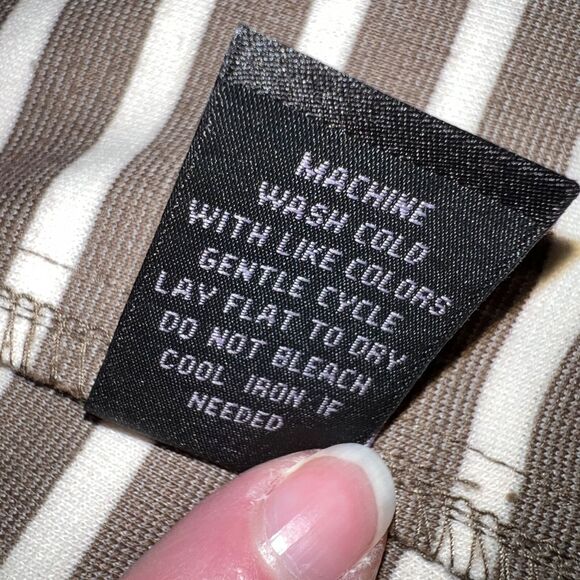 MACHINE
WASH COLD
WITH LIKE COLORS
GENTLE CYCLE
LAY FLAT TO DRY
DO NOT BLEACH
COOL IRON IF
NEEDED